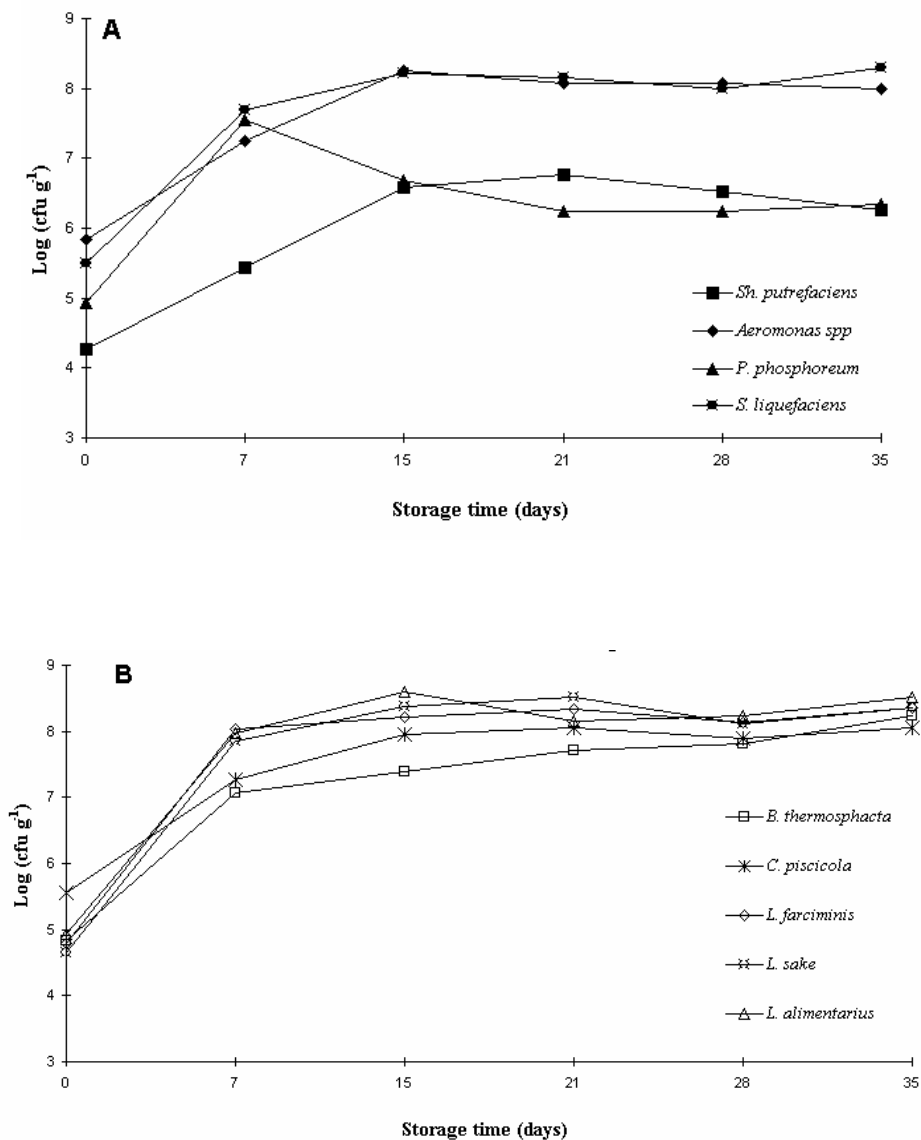 A
9
8
7
6
5
4
3
Log (cfu g-1)
0 7 15 21 28 35
Storage time (days)
Sh. putrefaciens
Aeromonas spp
P. phosphoreum
S. liquefaciens
B
9
8
7
6
5
4
3
Log (cfu g-1)
0 7 15 21 28 35
Storage time (days)
B. thermosphacta
C. piscicola
L. farciminis
L. sake
L. alimentarius